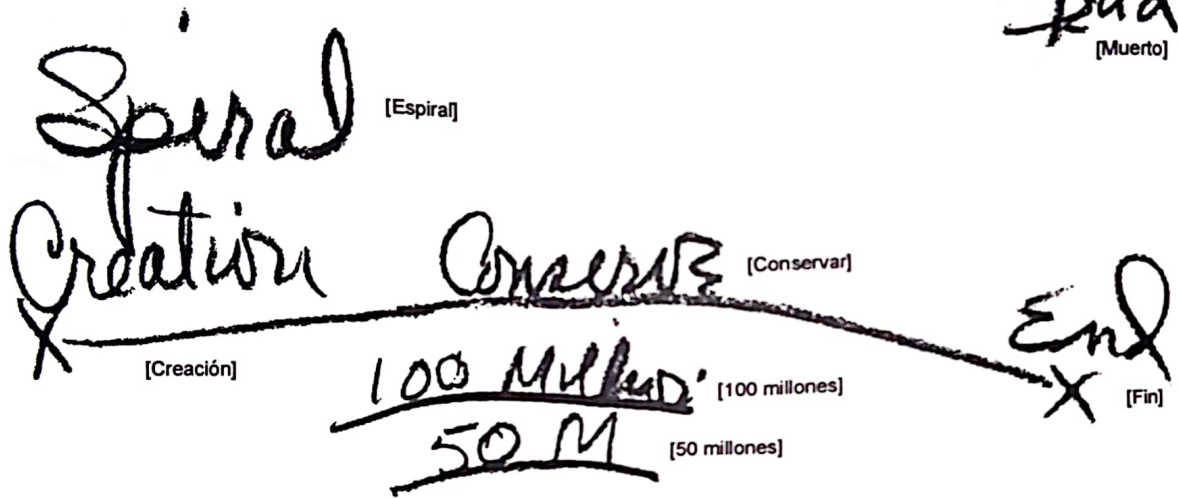 [Muerto]
Spiral [Espiral]
Creation Conserve [Conservar] End
X X
[Creación] 100 Million [100 millones] [Fin]
50 M [50 millones]